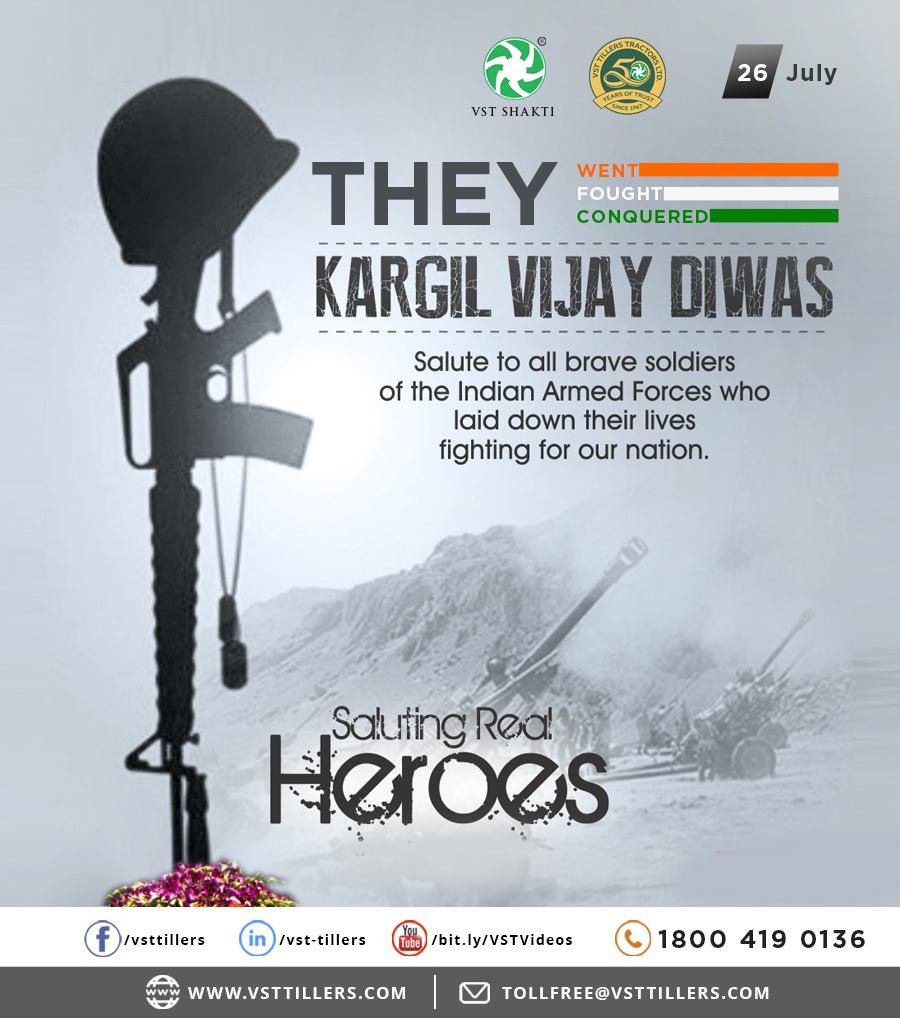 VST SHAKTI
VST TILLERS TRACTORS LTD.
50
YEARS OF TRUST
SINCE 1967
26 July
THEY
WENT
FOUGHT
CONQUERED
KARGIL VIJAY DIWAS
Salute to all brave soldiers
of the Indian Armed Forces who
laid down their lives
fighting for our nation.
Saluting Real
Heroes
/vsttillers
/vst-tillers
You Tube /bit.ly/VSTVideos
1800 419 0136
WWW.VSTTILLERS.COM
TOLLFREE@VSTTILLERS.COM